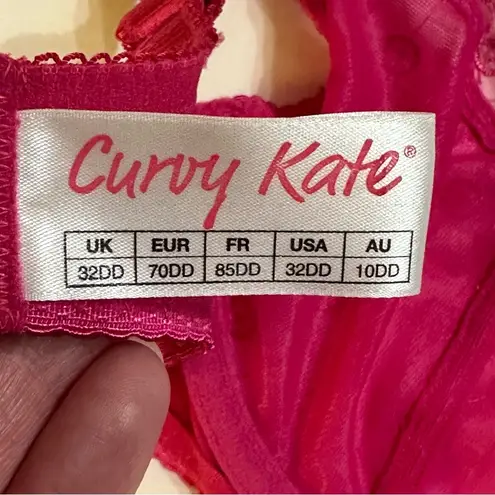 Curvy Kate®
UK EUR FR USA AU
32DD 70DD 85DD 32DD 10DD